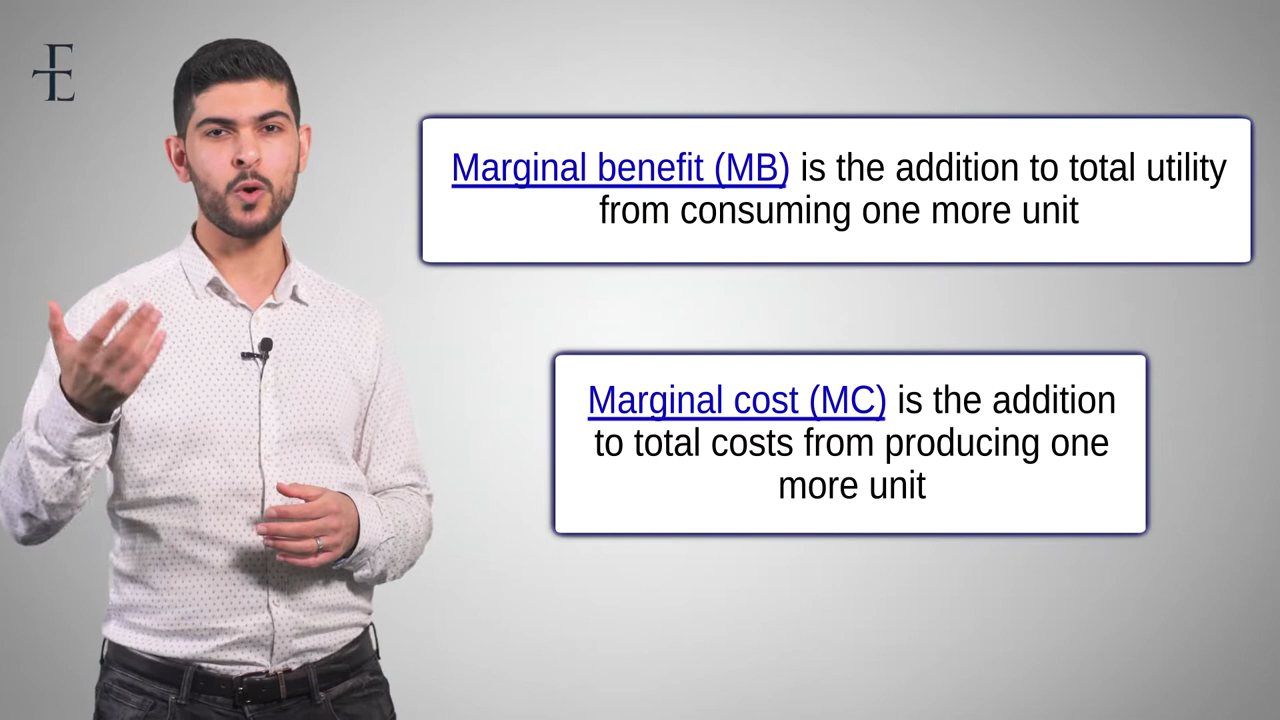 Marginal benefit (MB) is the addition to total utility
from consuming one more unit
Marginal cost (MC) is the addition
to total costs from producing one
more unit